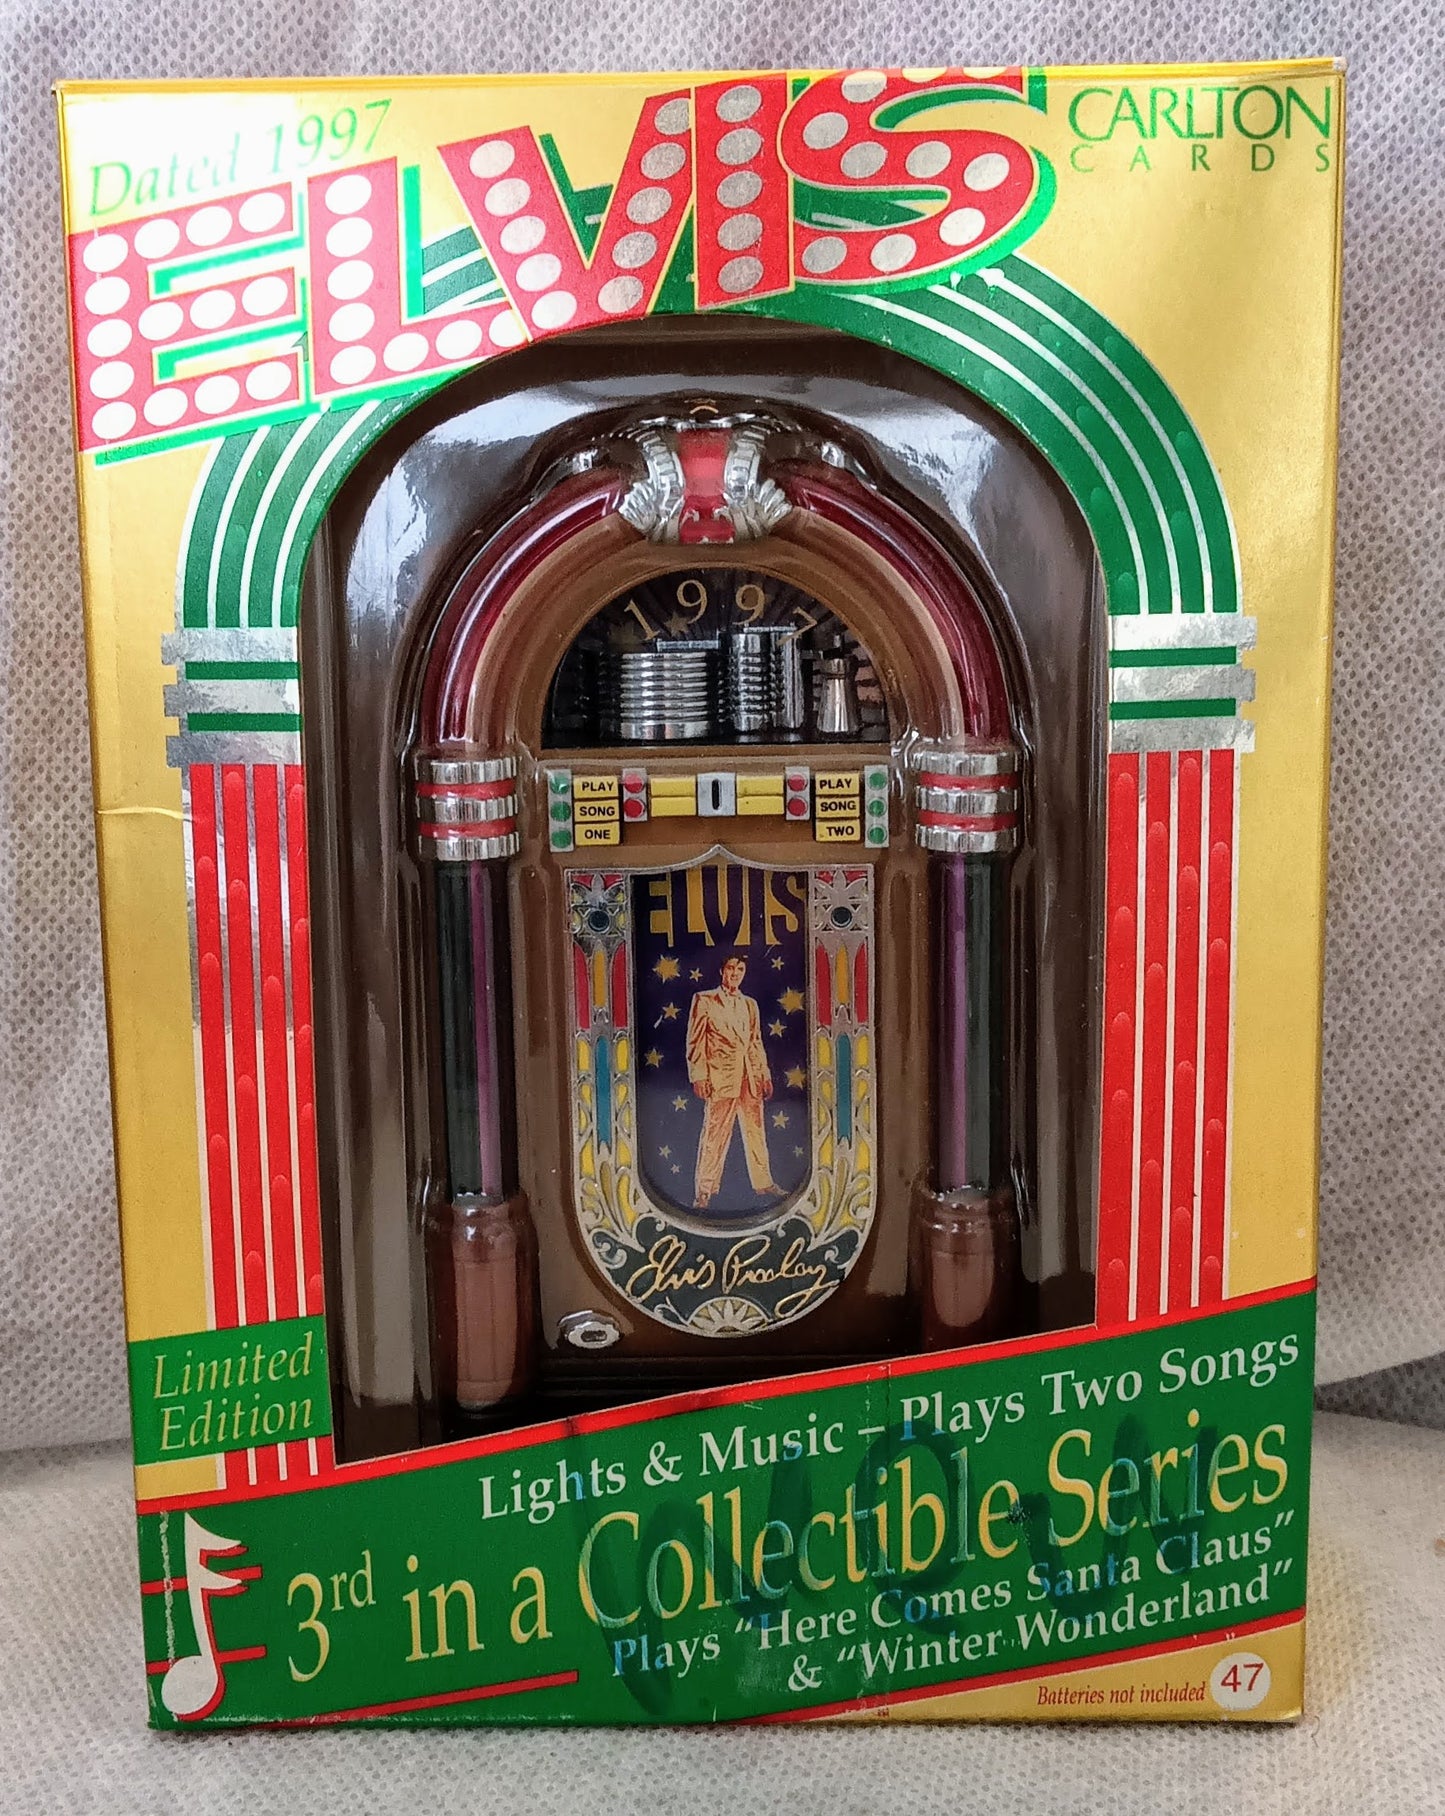 Dated 1997
ELVIS
CARLTON
CARDS
1997
PLAY
SONG
ONE
PLAY
SONG
TWO
ELVIS
Elvis Presley
Limited
Edition
Lights & Music – Plays Two Songs
3rd in a Collectible Series
Plays "Here Comes Santa Claus"
& "Winter Wonderland"
Batteries not included
47